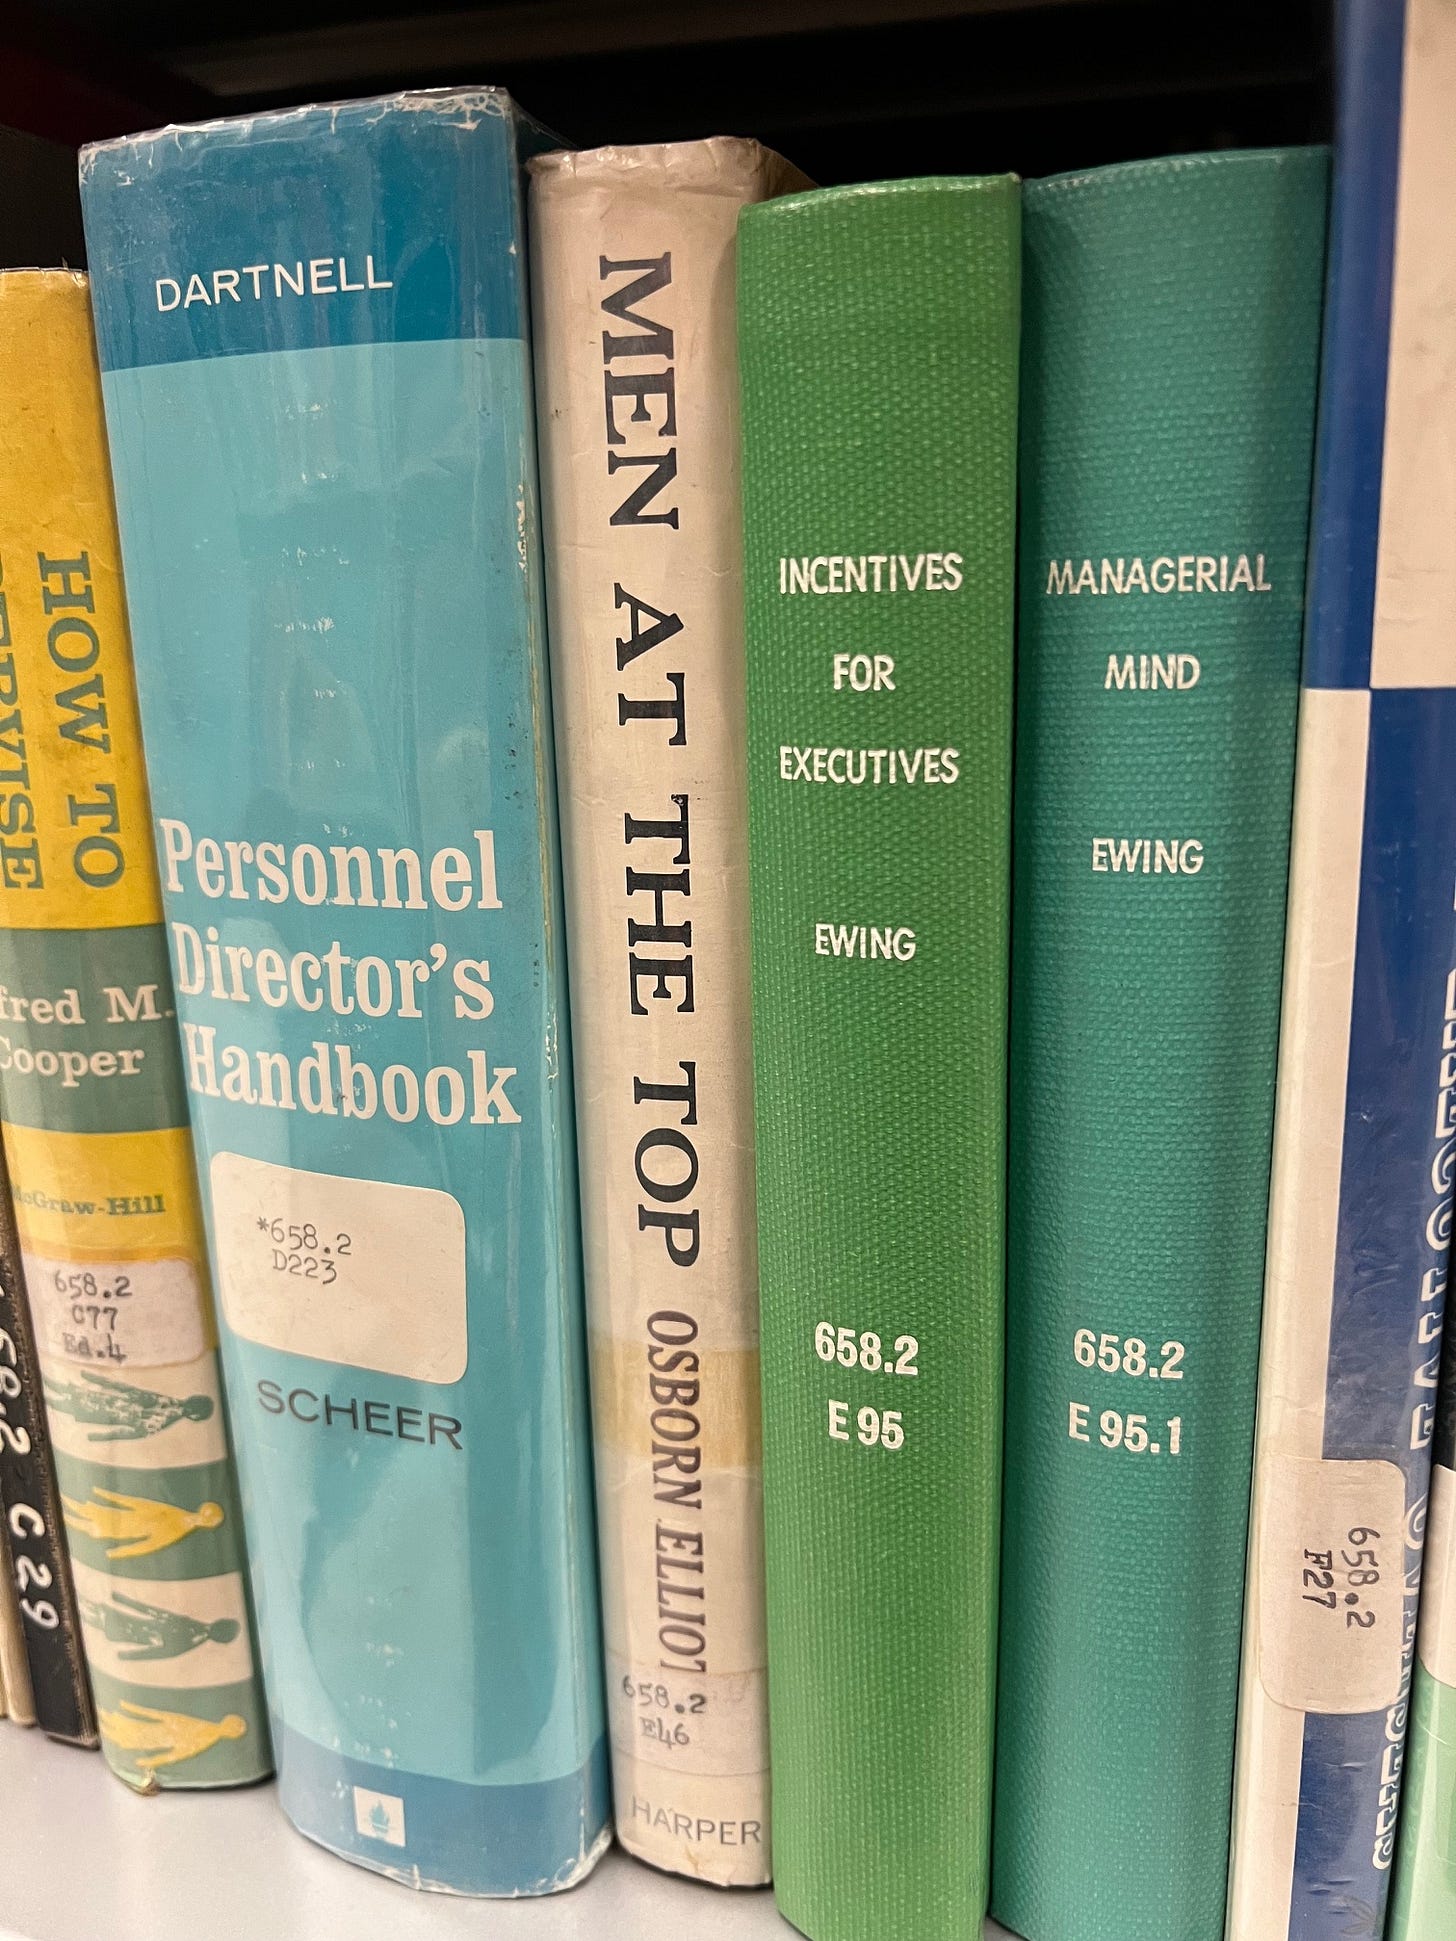 658.2 C29
HOW TO
fred M.
Cooper
McGraw-Hill
658.2
C77
Ed.4
DARTNELL
Personnel
Director's
Handbook
*658.2
D223
SCHEER
MEN AT THE TOP OSBORN ELLIOT
658.2
E46
HARPER
INCENTIVES
FOR
EXECUTIVES
EWING
658.2
E 95
MANAGERIAL
MIND
EWING
658.2
E 95.1
658.2
F27